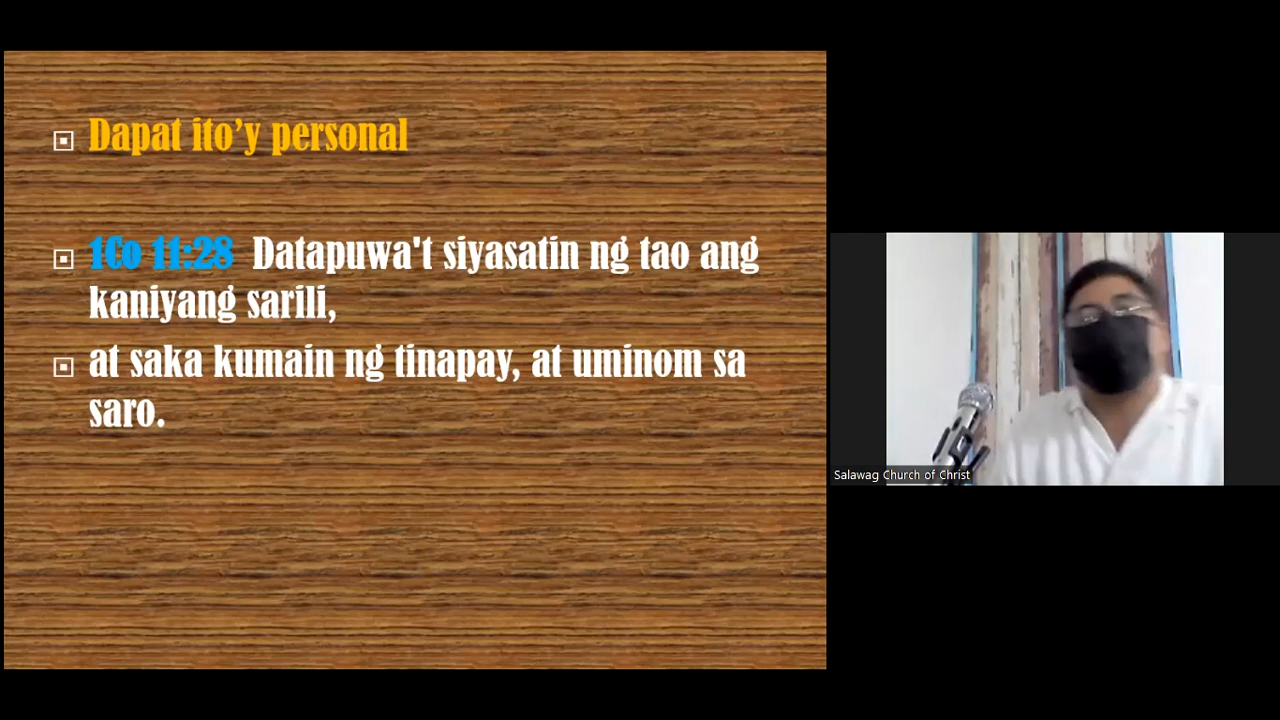 Dapat ito’y personal
1Co 11:28 Datapuwa't siyasatin ng tao ang
kaniyang sarili,
at saka kumain ng tinapay, at uminom sa
saro.
Salawag Church of Christ